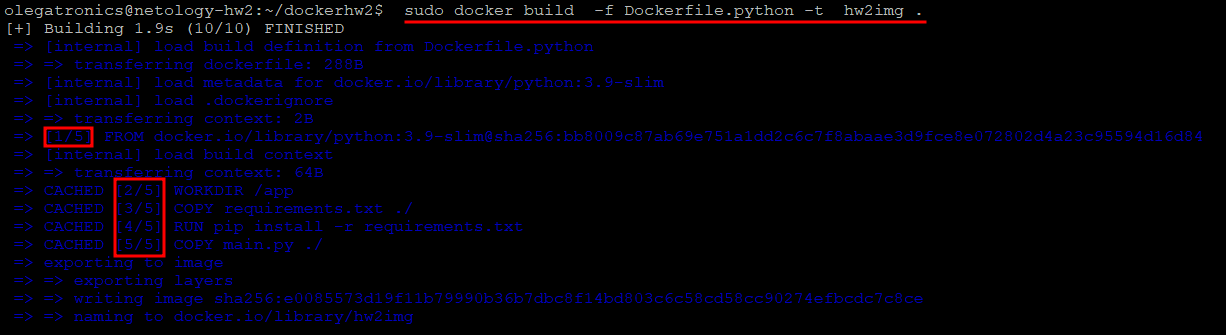 olegatronics@netology-hw2:~/dockerhw2$  sudo docker build  -f Dockerfile.python -t  hw2img .
[+] Building 1.9s (10/10) FINISHED
=> [internal] load build definition from Dockerfile.python
=> => transferring dockerfile: 288B
=> [internal] load metadata for docker.io/library/python:3.9-slim
=> [internal] load .dockerignore
=> => transferring context: 2B
=> [1/5] FROM docker.io/library/python:3.9-slim@sha256:bb8009c87ab69e751a1dd2c6c7f8abaae3d9fce8e072802d4a23c95594d16d84
=> [internal] load build context
=> => transferring context: 64B
=> CACHED [2/5] WORKDIR /app
=> CACHED [3/5] COPY requirements.txt ./
=> CACHED [4/5] RUN pip install -r requirements.txt
=> CACHED [5/5] COPY main.py ./
=> exporting to image
=> => exporting layers
=> => writing image sha256:e0085573d19f11b79990b36b7dbc8f14bd803c6c58cd58cc90274efbcdc7c8ce
=> => naming to docker.io/library/hw2img